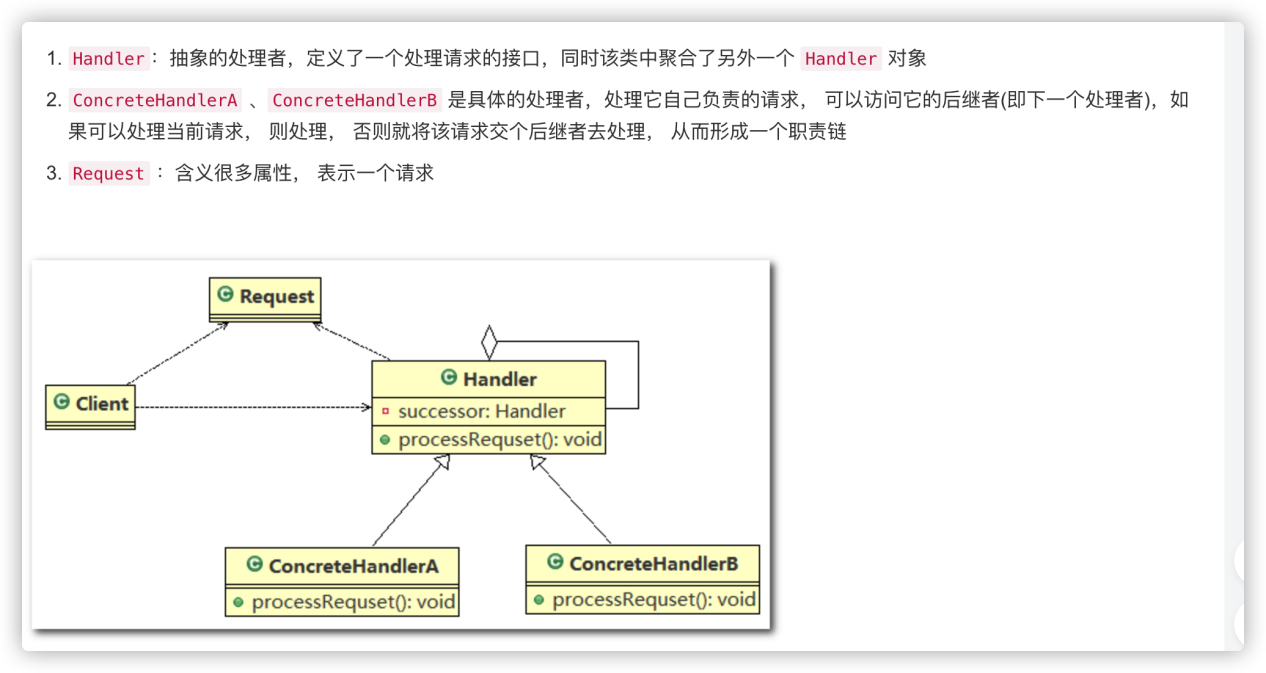 1. Handler： 抽象的处理者，定义了一个处理请求的接口，同时该类中聚合了另外一个 Handler 对象
2. ConcreteHandlerA 、ConcreteHandlerB 是具体的处理者，处理它自己负责的请求， 可以访问它的后继者(即下一个处理者)，如
果可以处理当前请求， 则处理， 否则就将该请求交个后继者去处理， 从而形成一个职责链
3. Request ：含义很多属性， 表示一个请求
Request
Handler
Client
successor: Handler
processRequset(): void
ConcreteHandlerA
ConcreteHandlerB
processRequset(): void
processRequset(): void